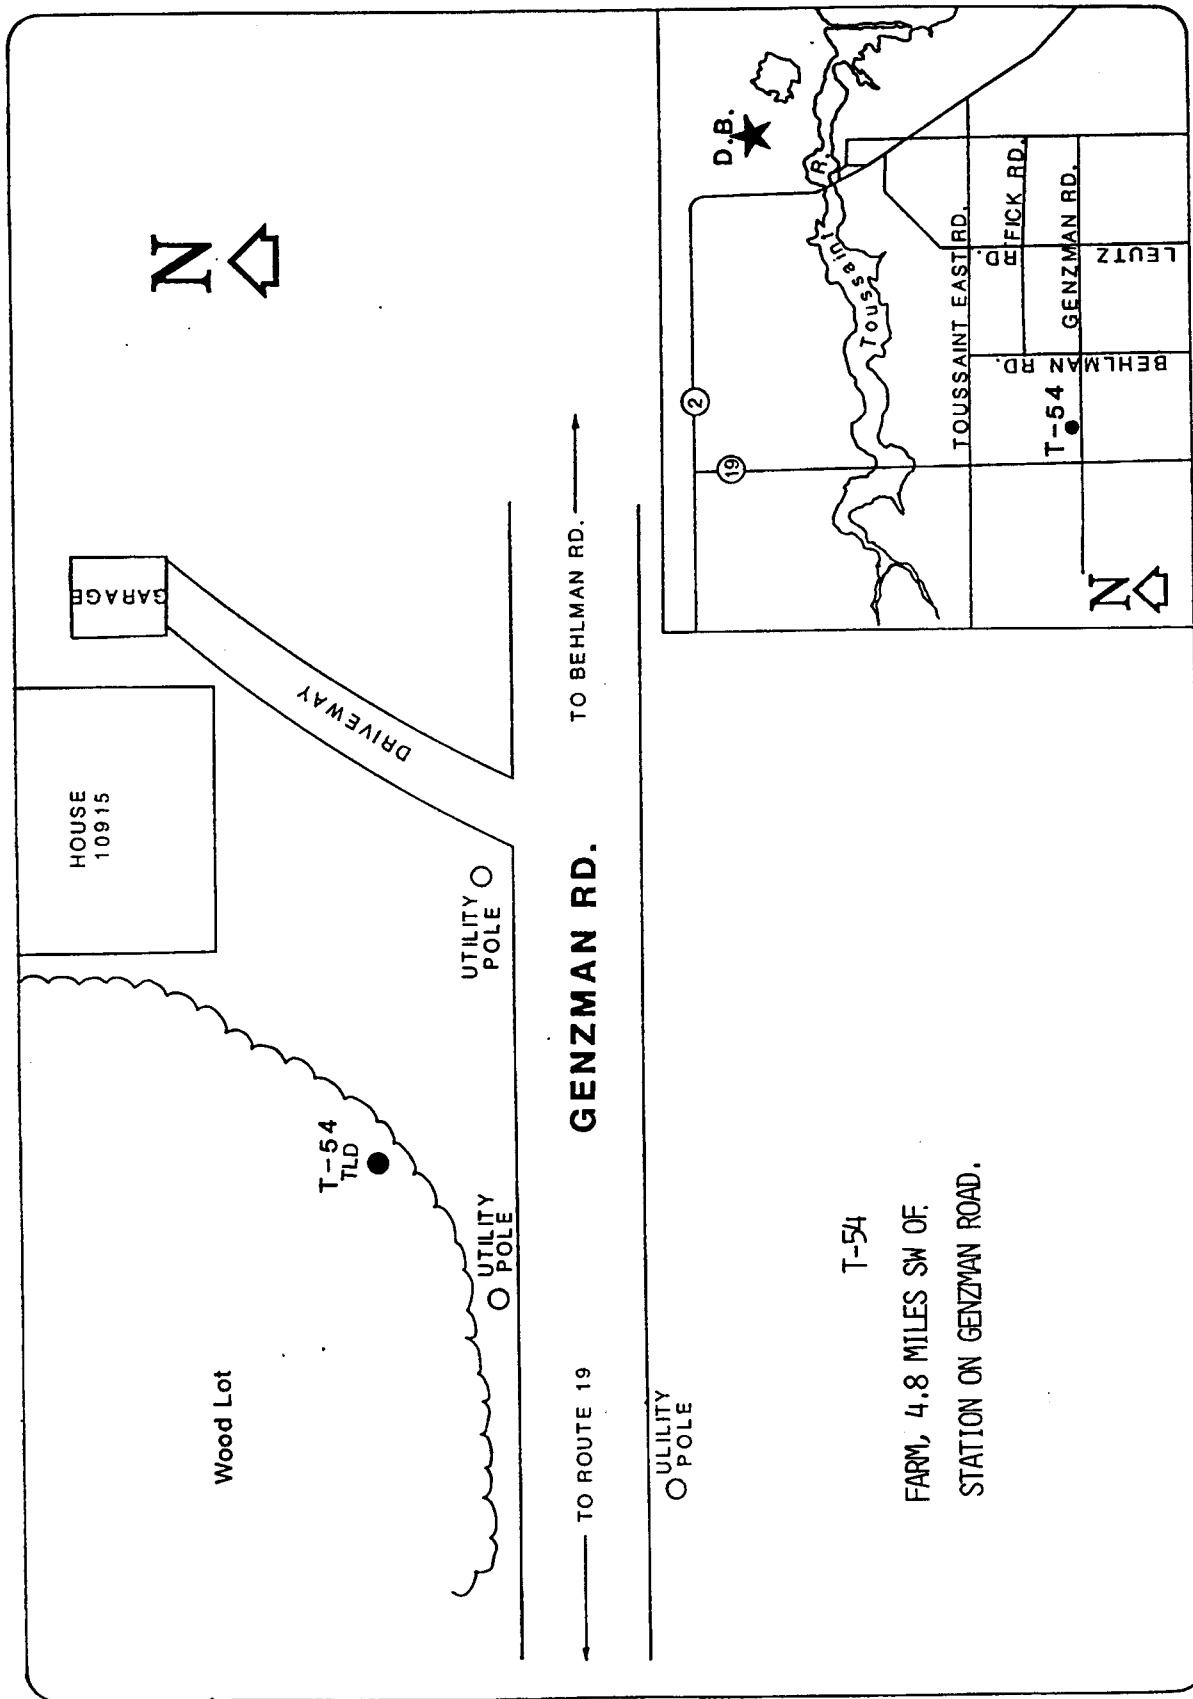 N
GARAGE
HOUSE
10915
DRIVEWAY
UTILITY
POLE
T-54
TLD
UTILITY
POLE
Wood Lot
GENZMAN RD.
TO BEHLMAN RD.
TO ROUTE 19
ULILITY
POLE
T-54
FARM, 4.8 MILES SW OF
STATION ON GENZMAN ROAD.
D.B.
2
19
Toussaint R.
TOUSSAINT EAST RD.
FICK RD.
GENZMAN RD.
LEUTZ RD.
BEHLMAN RD.
T-54
N